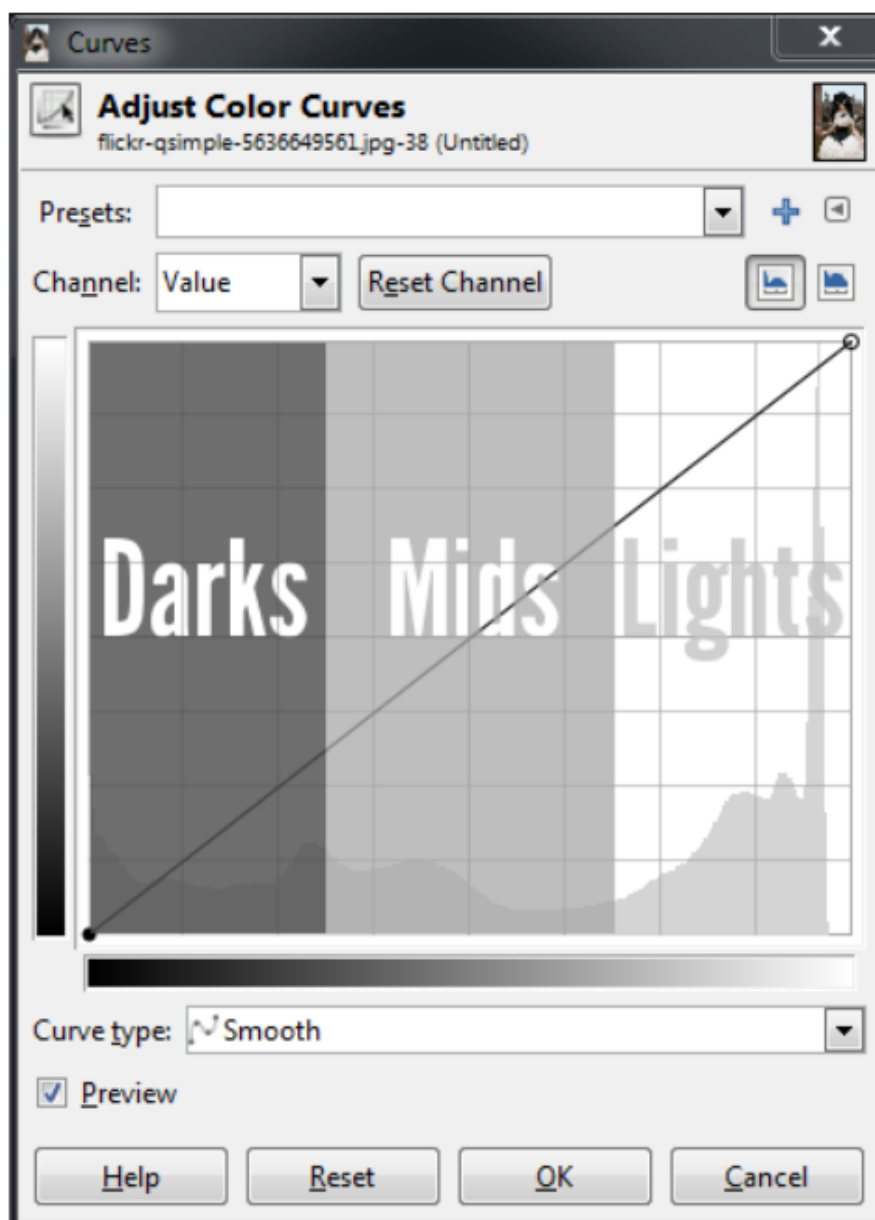 Curves
Adjust Color Curves
flickr-qsimple-5636649561.jpg-38 (Untitled)
Presets:
Channel: Value Reset Channel
Darks Mids Lights
Curve type: Smooth
Preview
Help Reset OK Cancel